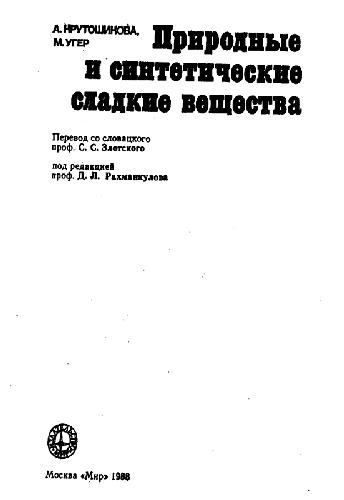 А. КРУТОШИКОВА,
М. УГЕР
Природные
и синтетические
сладкие вещества
Перевод со словацкого
проф. С. С. Злотского
под редакцией
проф. Д. Л. Рахманкулова
Москва «Мир» 1988